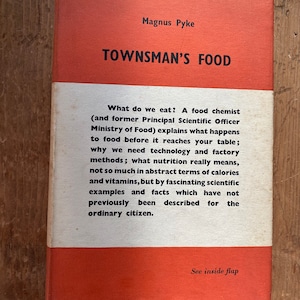 Magnus Pyke
TOWNSMAN'S FOOD
What do we eat? A food chemist
(and former Principal Scientific Officer
Ministry of Food) explains what happens
to food before it reaches your table;
why we need technology and factory
methods; what nutrition really means,
not so much in abstract terms of calories
and vitamins, but by fascinating scientific
examples and facts which have not
previously been described for the
ordinary citizen.
See inside flap